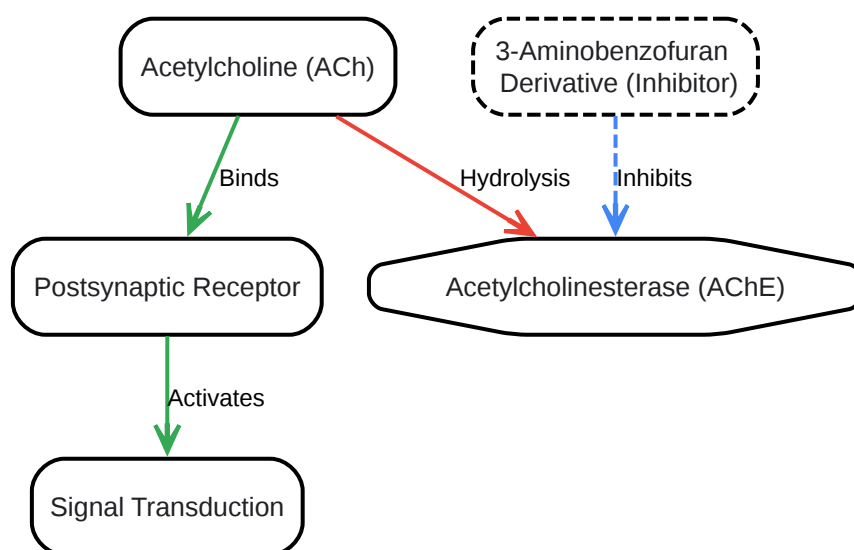 Acetylcholine (ACh)
3-Aminobenzofuran
Derivative (Inhibitor)
Binds
Hydrolysis
Inhibits
Postsynaptic Receptor
Acetylcholinesterase (AChE)
Activates
Signal Transduction